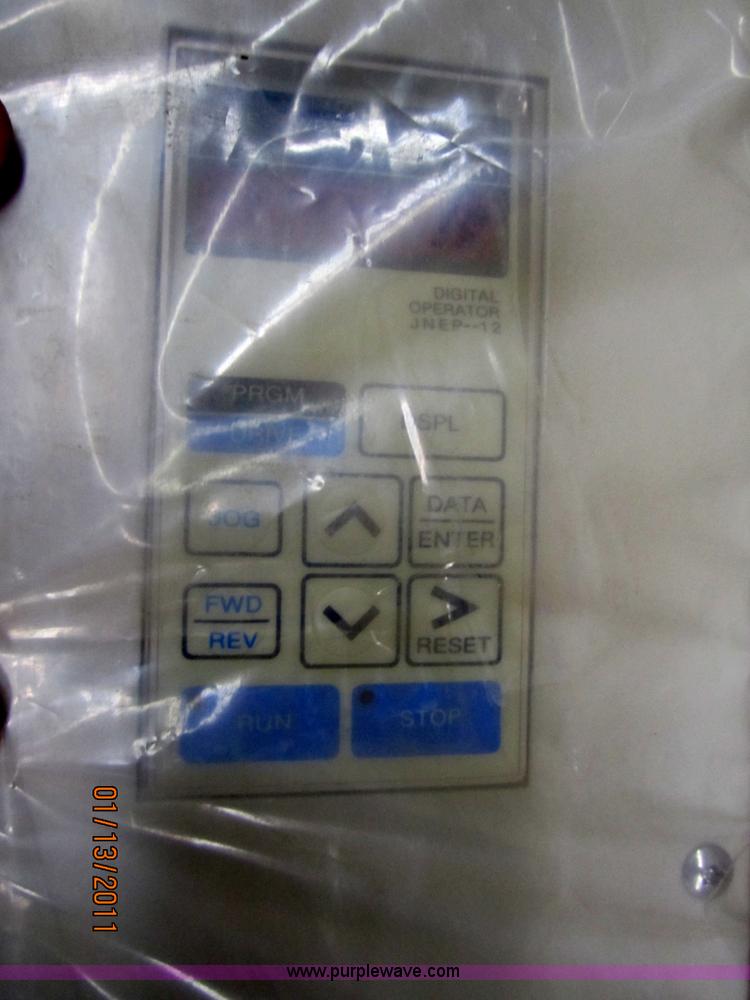 DIGITAL
OPERATOR
JNEP--12
PRGM
DRIVE
DSPL
JOG
DATA
ENTER
FWD
REV
RESET
RUN
STOP
01/13/2011
www.purplewave.com